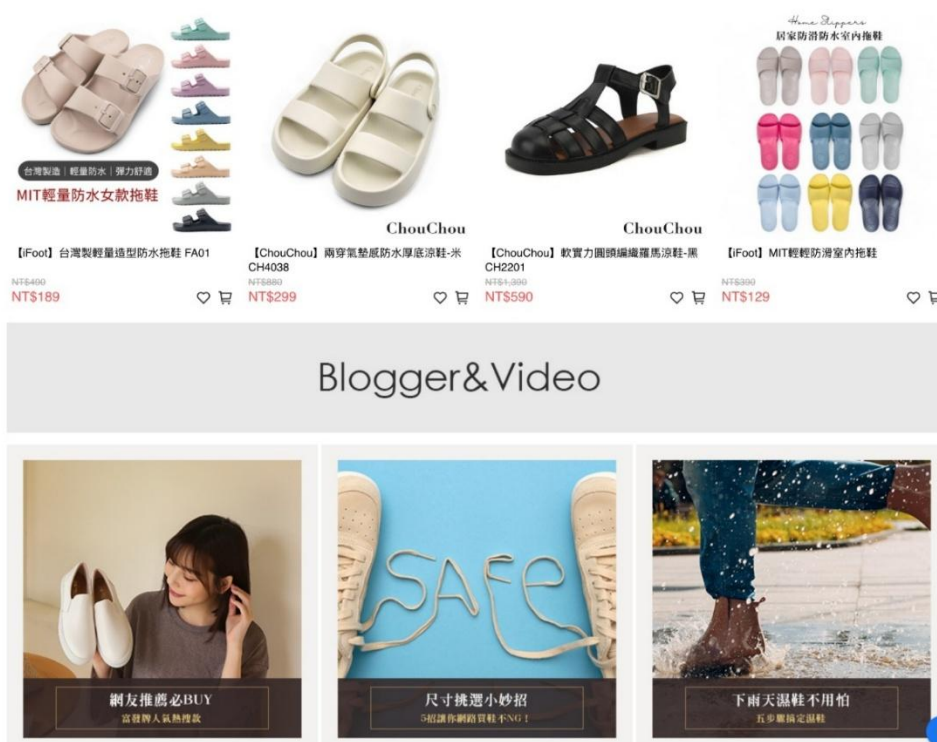 Home Slippers
居家防滑防水室內拖鞋
台灣製造｜輕量防水｜彈力舒適
MIT輕量防水女款拖鞋
ChouChou
ChouChou
【iFoot】台灣製輕量造型防水拖鞋 FA01
NT$490
NT$189
【ChouChou】兩穿氣墊感防水厚底涼鞋-米
CH4038
NT$880
NT$299
【ChouChou】軟實力圓頭編織羅馬涼鞋-黑
CH2201
NT$1,390
NT$590
【iFoot】MIT輕輕防滑室內拖鞋
NT$390
NT$129
Blogger&Video
SAFe
網友推薦必BUY
富發牌人氣熱搜款
尺寸挑選小妙招
5招讓你網路買鞋不NG！
下雨天濕鞋不用怕
五步驟搞定濕鞋